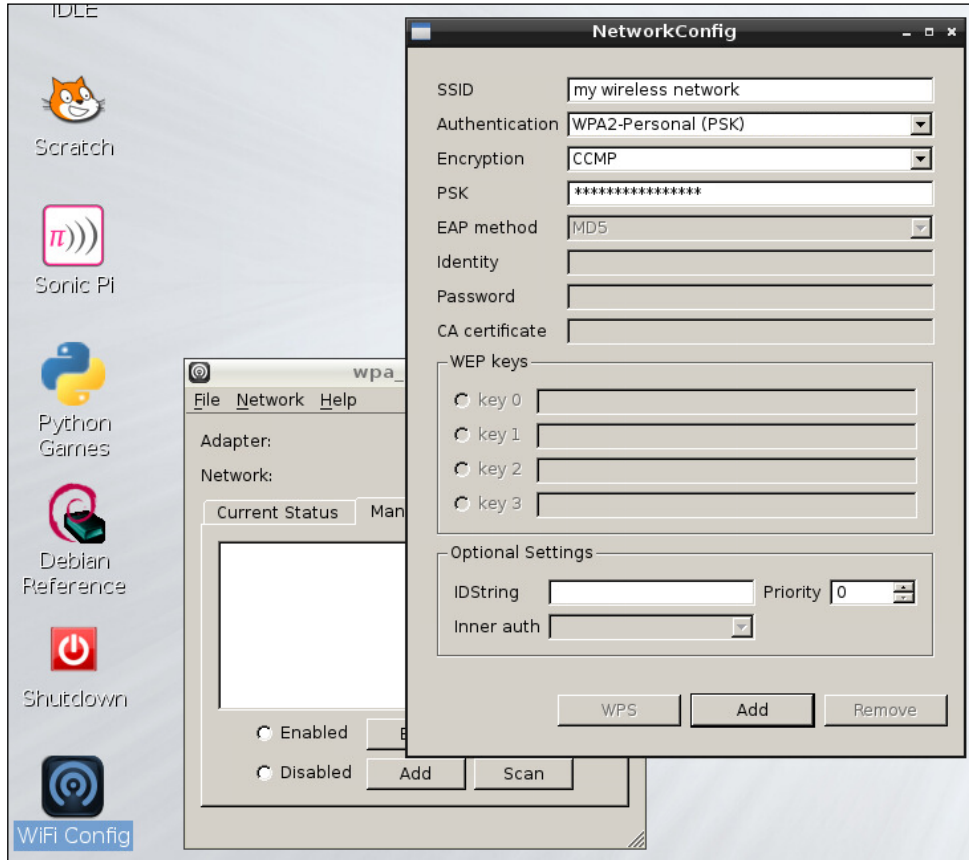 IDLE
Scratch
π)))
Sonic Pi
Python
Games
Debian
Reference
Shutdown
WiFi Config
wpa_
File Network Help
Adapter:
Network:
Current Status Man
Enabled E
Disabled Add Scan
NetworkConfig
SSID my wireless network
Authentication WPA2-Personal (PSK)
Encryption CCMP
PSK ****************
EAP method MD5
Identity
Password
CA certificate
WEP keys
key 0
key 1
key 2
key 3
Optional Settings
IDString Priority 0
Inner auth
WPS Add Remove